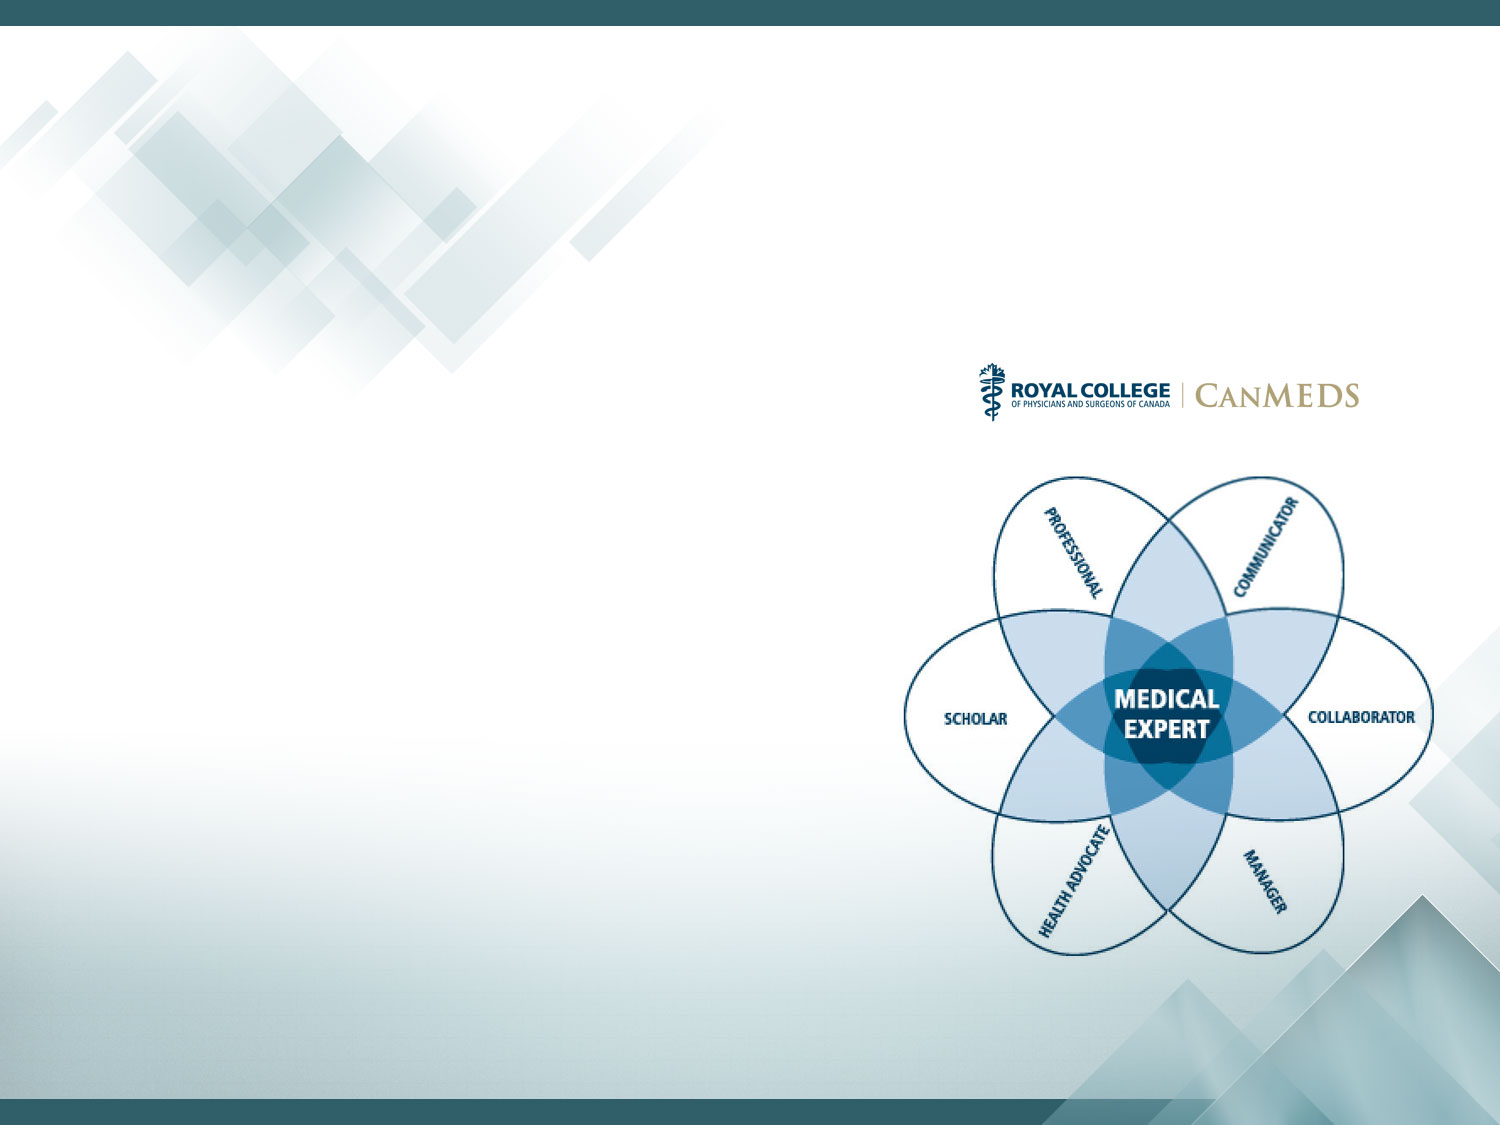 ROYAL COLLEGE
OF PHYSICIANS AND SURGEONS OF CANADA
CANMEDS
PROFESSIONAL
COMMUNICATOR
SCHOLAR
MEDICAL
EXPERT
COLLABORATOR
HEALTH ADVOCATE
MANAGER